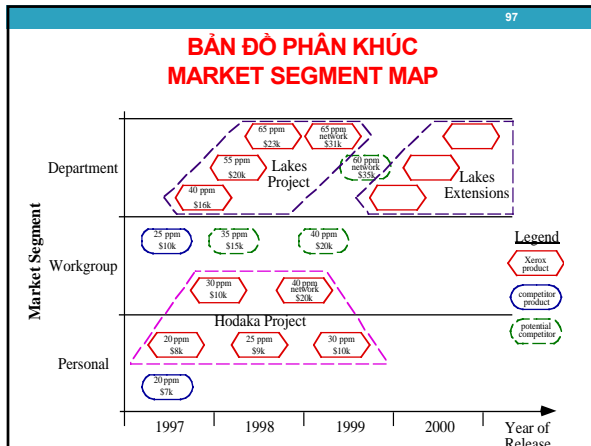 97
BẢN ĐỒ PHÂN KHÚC
MARKET SEGMENT MAP
Market Segment
Department
65 ppm
$23k
65 ppm
network
$31k
55 ppm
$20k
Lakes
Project
60 ppm
network
$35k
40 ppm
$16k
Lakes
Extensions
Workgroup
25 ppm
$10k
35 ppm
$15k
40 ppm
$20k
30 ppm
$10k
40 ppm
network
$20k
Hodaka Project
Personal
20 ppm
$8k
25 ppm
$9k
30 ppm
$10k
20 ppm
$7k
Legend
Xerox
product
competitor
product
potential
competitor
1997
1998
1999
2000
Year of
Release